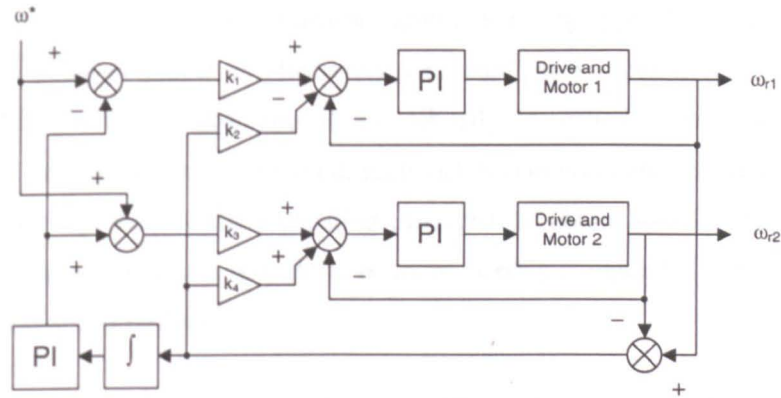 ω*
+
+
−
k₁
−
PI
Drive and
Motor 1
ωr1
k₂
−
+
+
−
k₃
+
+
PI
Drive and
Motor 2
ωr2
k₄
−
−
PI
∫
+